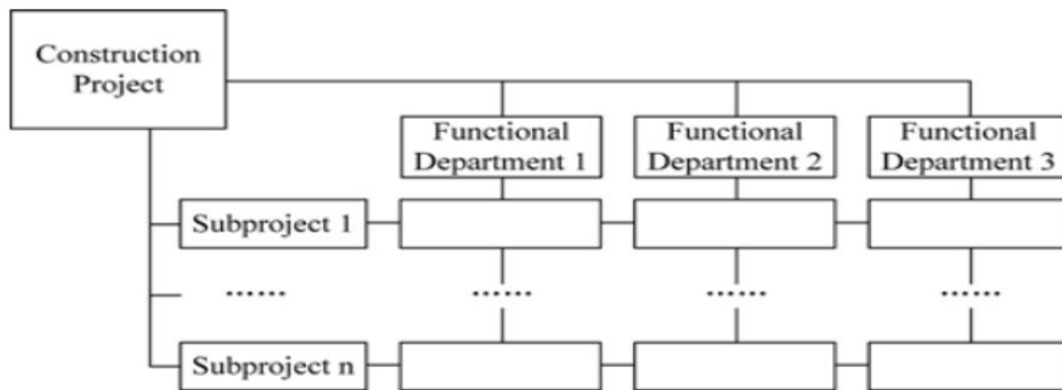 Construction
Project
Functional
Department 1
Functional
Department 2
Functional
Department 3
Subproject 1
...... ...... ...... ......
Subproject n